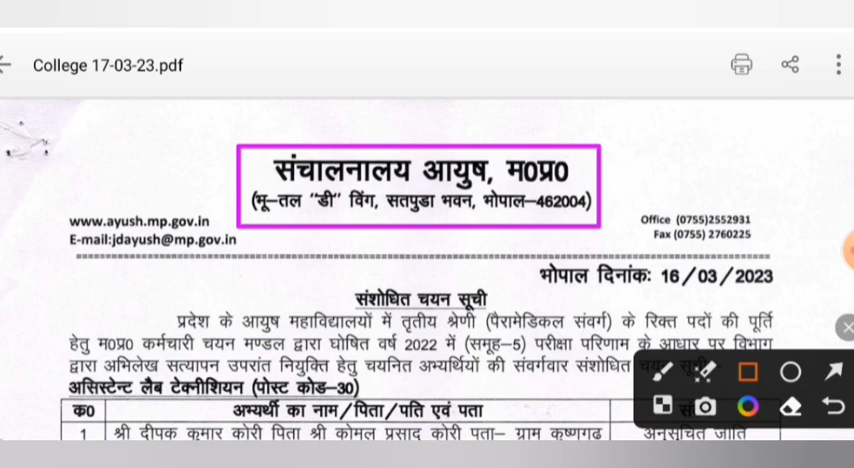 College 17-03-23.pdf
संचालनालय आयुष, म0प्र0
(भू–तल "डी" विंग, सतपुडा भवन, भोपाल–462004)
www.ayush.mp.gov.in
Office (0755)2552931
E-mail:jdayush@mp.gov.in
Fax (0755) 2760225
भोपाल दिनांक: 16/03/2023
संशोधित चयन सूची
प्रदेश के आयुष महाविद्यालयों में तृतीय श्रेणी (पैरामेडिकल संवर्ग) के रिक्त पदों की पूर्ति
हेतु म0प्र0 कर्मचारी चयन मण्डल द्वारा घोषित वर्ष 2022 में (समूह–5) परीक्षा परिणाम के आधार पर विभाग
द्वारा अभिलेख सत्यापन उपरांत नियुक्ति हेतु चयनित अभ्यर्थियों की संवर्गवार संशोधित
असिस्टेन्ट लैब टेक्नीशियन (पोस्ट कोड–30)
क0 अभ्यर्थी का नाम/पिता/पति एवं पता
1 श्री दीपक कुमार कोरी पिता श्री कोमल प्रसाद कोरी पता– ग्राम कृष्णगढ अनुसूचित जाति